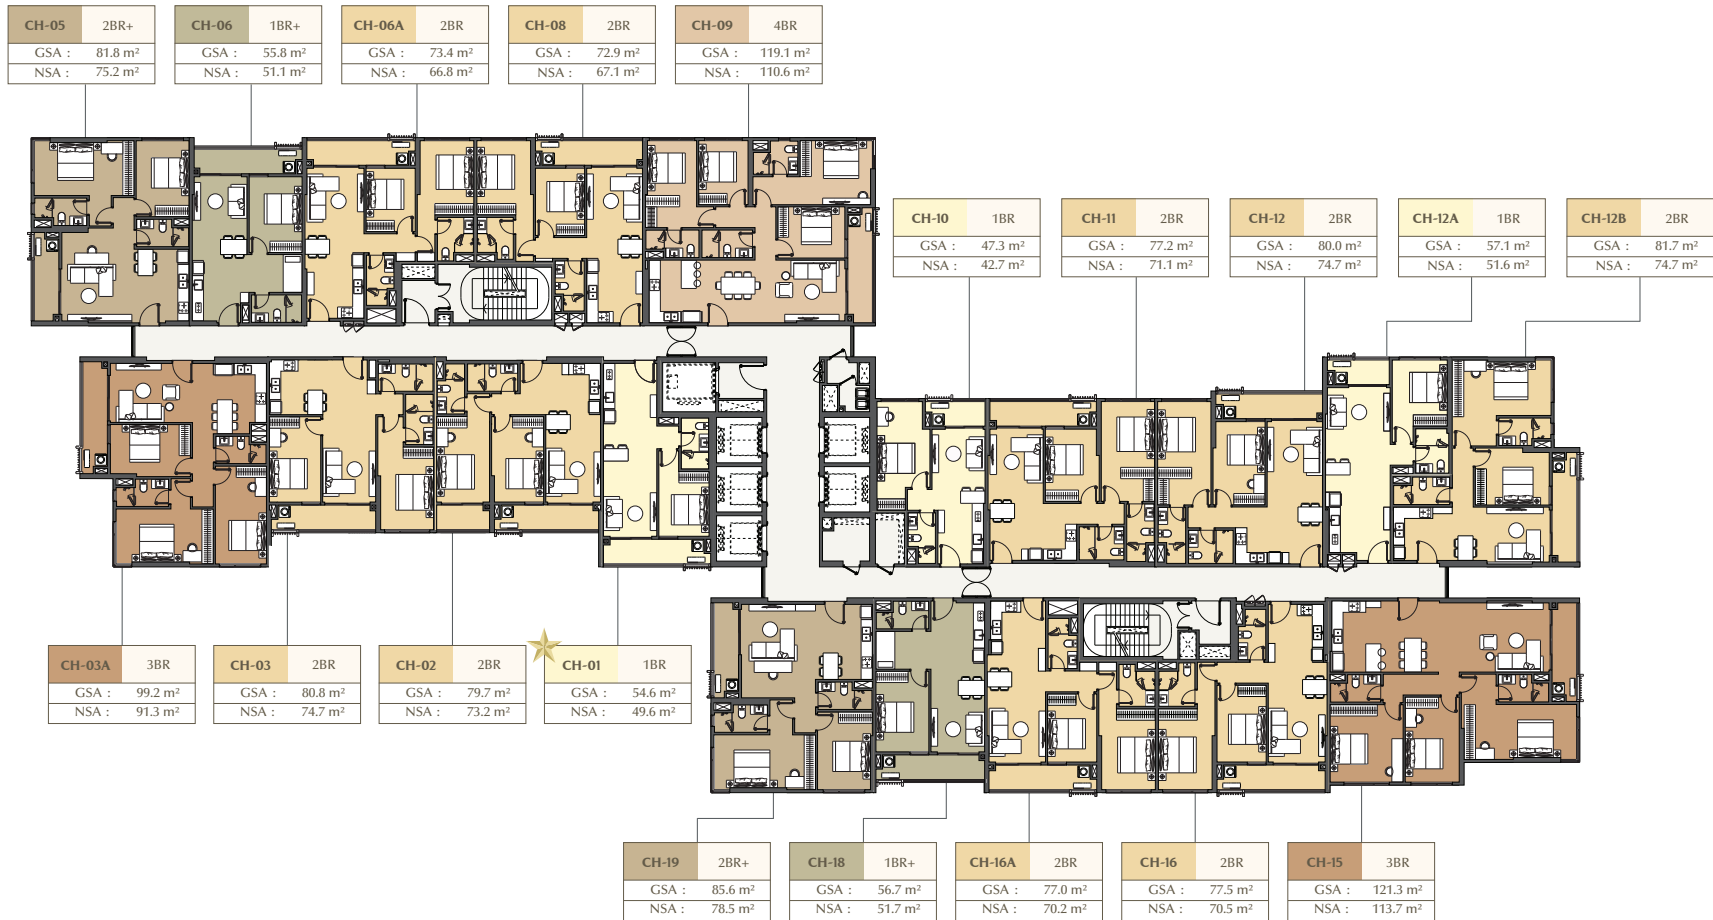 CH-05 2BR+
GSA : 81.8 m²
NSA : 75.2 m²
CH-06 1BR+
GSA : 55.8 m²
NSA : 51.1 m²
CH-06A 2BR
GSA : 73.4 m²
NSA : 66.8 m²
CH-08 2BR
GSA : 72.9 m²
NSA : 67.1 m²
CH-09 4BR
GSA : 119.1 m²
NSA : 110.6 m²
CH-10 1BR
GSA : 47.3 m²
NSA : 42.7 m²
CH-11 2BR
GSA : 77.2 m²
NSA : 71.1 m²
CH-12 2BR
GSA : 80.0 m²
NSA : 74.7 m²
CH-12A 1BR
GSA : 57.1 m²
NSA : 51.6 m²
CH-12B 2BR
GSA : 81.7 m²
NSA : 74.7 m²
CH-03A 3BR
GSA : 99.2 m²
NSA : 91.3 m²
CH-03 2BR
GSA : 80.8 m²
NSA : 74.7 m²
CH-02 2BR
GSA : 79.7 m²
NSA : 73.2 m²
CH-01 1BR
GSA : 54.6 m²
NSA : 49.6 m²
CH-19 2BR+
GSA : 85.6 m²
NSA : 78.5 m²
CH-18 1BR+
GSA : 56.7 m²
NSA : 51.7 m²
CH-16A 2BR
GSA : 77.0 m²
NSA : 70.2 m²
CH-16 2BR
GSA : 77.5 m²
NSA : 70.5 m²
CH-15 3BR
GSA : 121.3 m²
NSA : 113.7 m²